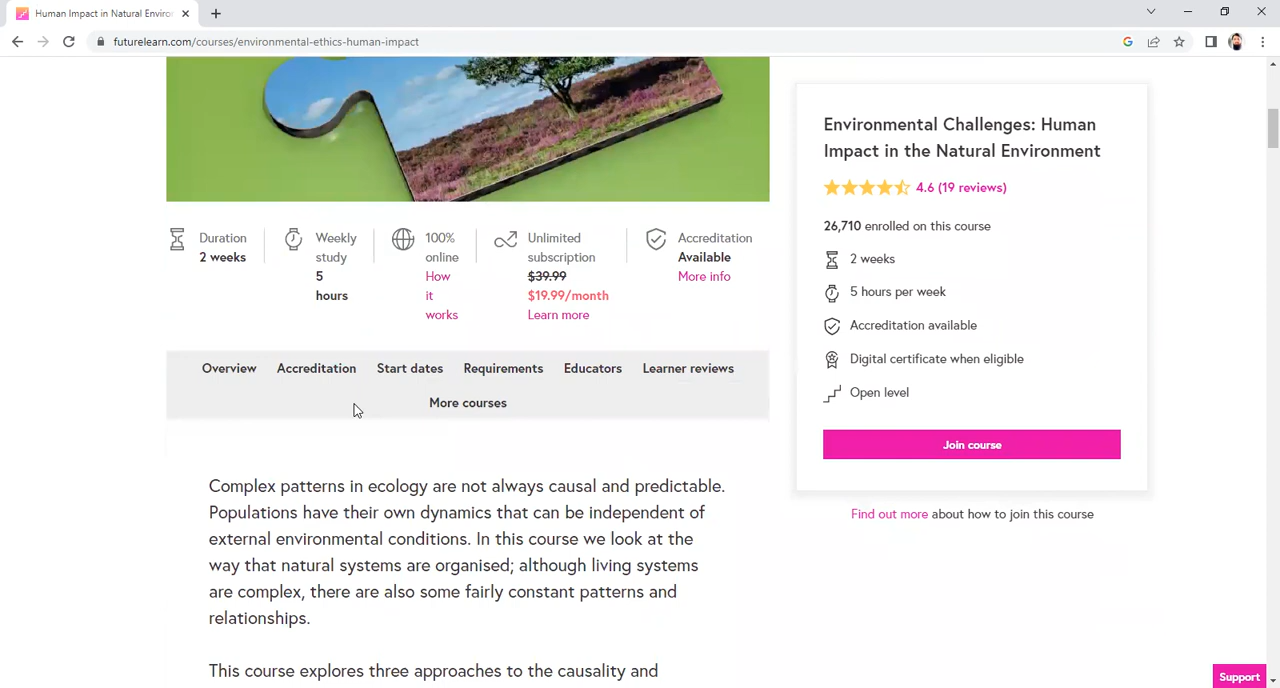 Human Impact in Natural Enviro
futurelearn.com/courses/environmental-ethics-human-impact
Duration
2 weeks
Weekly
study
5
hours
100%
online
How
it
works
Unlimited
subscription
$39.99
$19.99/month
Learn more
Accreditation
Available
More info
Overview
Accreditation
Start dates
Requirements
Educators
Learner reviews
More courses
Complex patterns in ecology are not always causal and predictable.
Populations have their own dynamics that can be independent of
external environmental conditions. In this course we look at the
way that natural systems are organised; although living systems
are complex, there are also some fairly constant patterns and
relationships.
This course explores three approaches to the causality and
Environmental Challenges: Human
Impact in the Natural Environment
4.6 (19 reviews)
26,710 enrolled on this course
2 weeks
5 hours per week
Accreditation available
Digital certificate when eligible
Open level
Join course
Find out more about how to join this course
Support